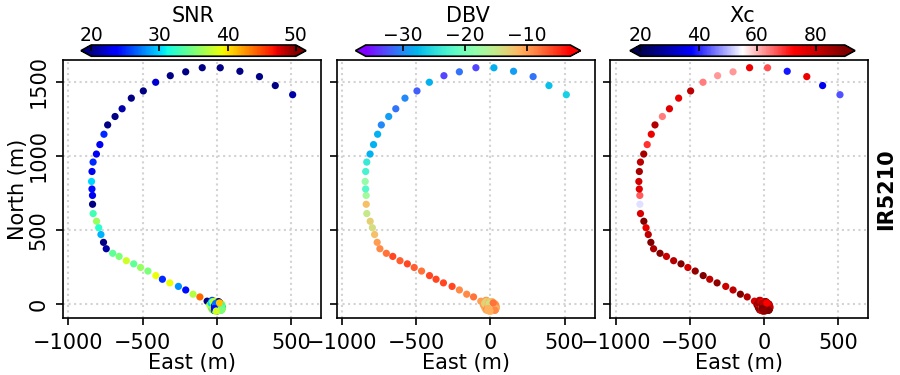 SNR DBV Xc
20 30 40 50 −30 −20 −10 20 40 60 80
North (m)
1500
1000
500
0
IR5210
−1000 −500 0 500 −1000 −500 0 500 −1000 −500 0 500
East (m) East (m) East (m)